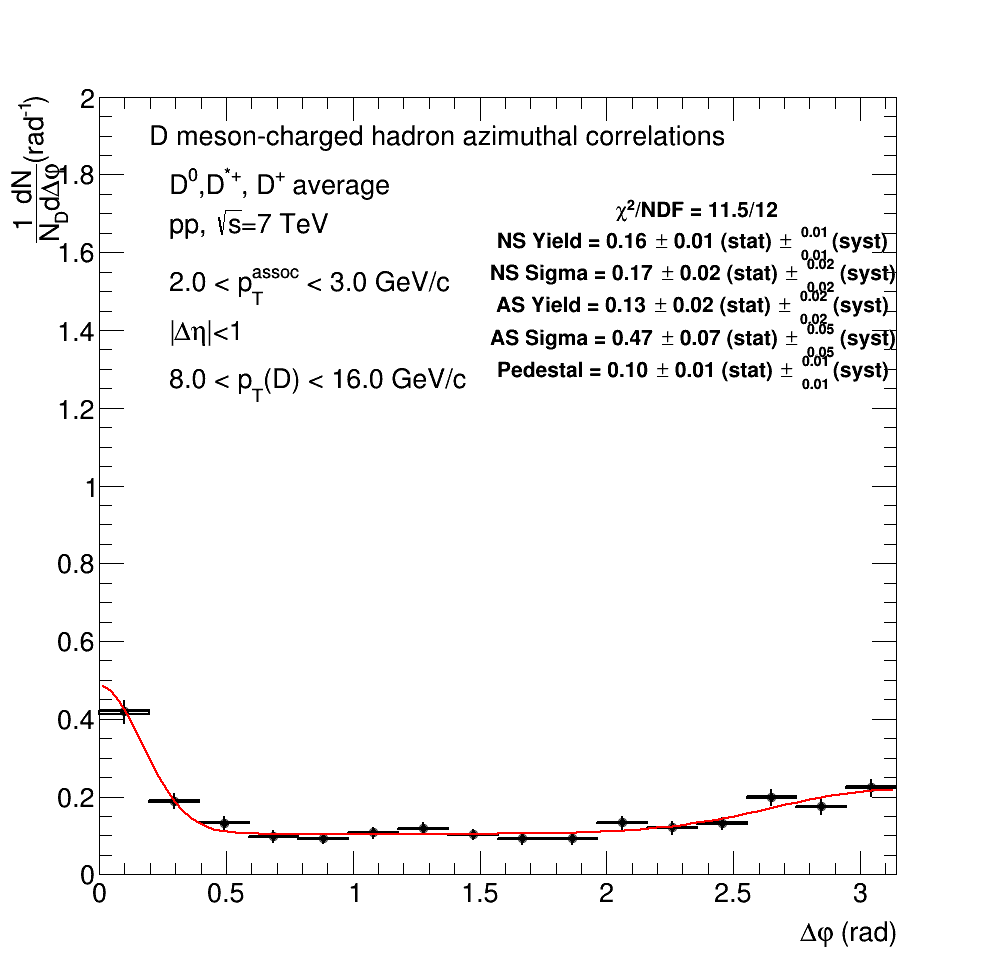 1 dN
N_D dΔφ (rad⁻¹)
D meson-charged hadron azimuthal correlations
D⁰,D*⁺, D⁺ average
pp, √s=7 TeV
2.0 < p_T^assoc < 3.0 GeV/c
|Δη|<1
8.0 < p_T(D) < 16.0 GeV/c
χ²/NDF = 11.5/12
NS Yield = 0.16 ± 0.01 (stat) ± 0.01 0.01 (syst)
NS Sigma = 0.17 ± 0.02 (stat) ± 0.02 0.02 (syst)
AS Yield = 0.13 ± 0.02 (stat) ± 0.02 0.02 (syst)
AS Sigma = 0.47 ± 0.07 (stat) ± 0.05 0.05 (syst)
Pedestal = 0.10 ± 0.01 (stat) ± 0.01 0.01 (syst)
2
1.8
1.6
1.4
1.2
1
0.8
0.6
0.4
0.2
0
0 0.5 1 1.5 2 2.5 3
Δφ (rad)